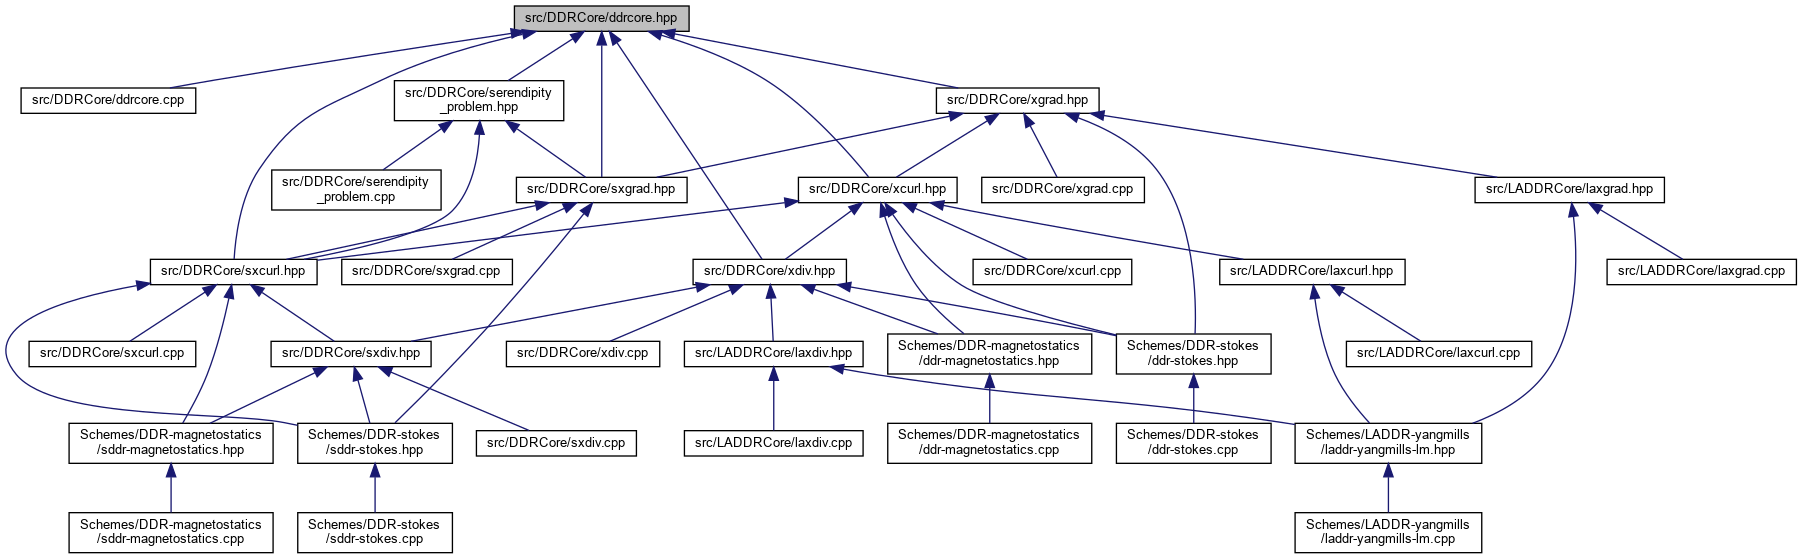 src/DDRCore/ddrcore.hpp
src/DDRCore/ddrcore.cpp
src/DDRCore/serendipity
_problem.hpp
src/DDRCore/xgrad.hpp
src/DDRCore/serendipity
_problem.cpp
src/DDRCore/sxgrad.hpp
src/DDRCore/xcurl.hpp
src/DDRCore/xgrad.cpp
src/LADDRCore/laxgrad.hpp
src/DDRCore/sxcurl.hpp
src/DDRCore/sxgrad.cpp
src/DDRCore/xdiv.hpp
src/DDRCore/xcurl.cpp
src/LADDRCore/laxcurl.hpp
src/LADDRCore/laxgrad.cpp
src/DDRCore/sxcurl.cpp
src/DDRCore/sxdiv.hpp
src/DDRCore/xdiv.cpp
src/LADDRCore/laxdiv.hpp
Schemes/DDR-magnetostatics
/ddr-magnetostatics.hpp
Schemes/DDR-stokes
/ddr-stokes.hpp
src/LADDRCore/laxcurl.cpp
Schemes/DDR-magnetostatics
/sddr-magnetostatics.hpp
Schemes/DDR-stokes
/sddr-stokes.hpp
src/DDRCore/sxdiv.cpp
src/LADDRCore/laxdiv.cpp
Schemes/DDR-magnetostatics
/ddr-magnetostatics.cpp
Schemes/DDR-stokes
/ddr-stokes.cpp
Schemes/LADDR-yangmills
/laddr-yangmills-lm.hpp
Schemes/DDR-magnetostatics
/sddr-magnetostatics.cpp
Schemes/DDR-stokes
/sddr-stokes.cpp
Schemes/LADDR-yangmills
/laddr-yangmills-lm.cpp